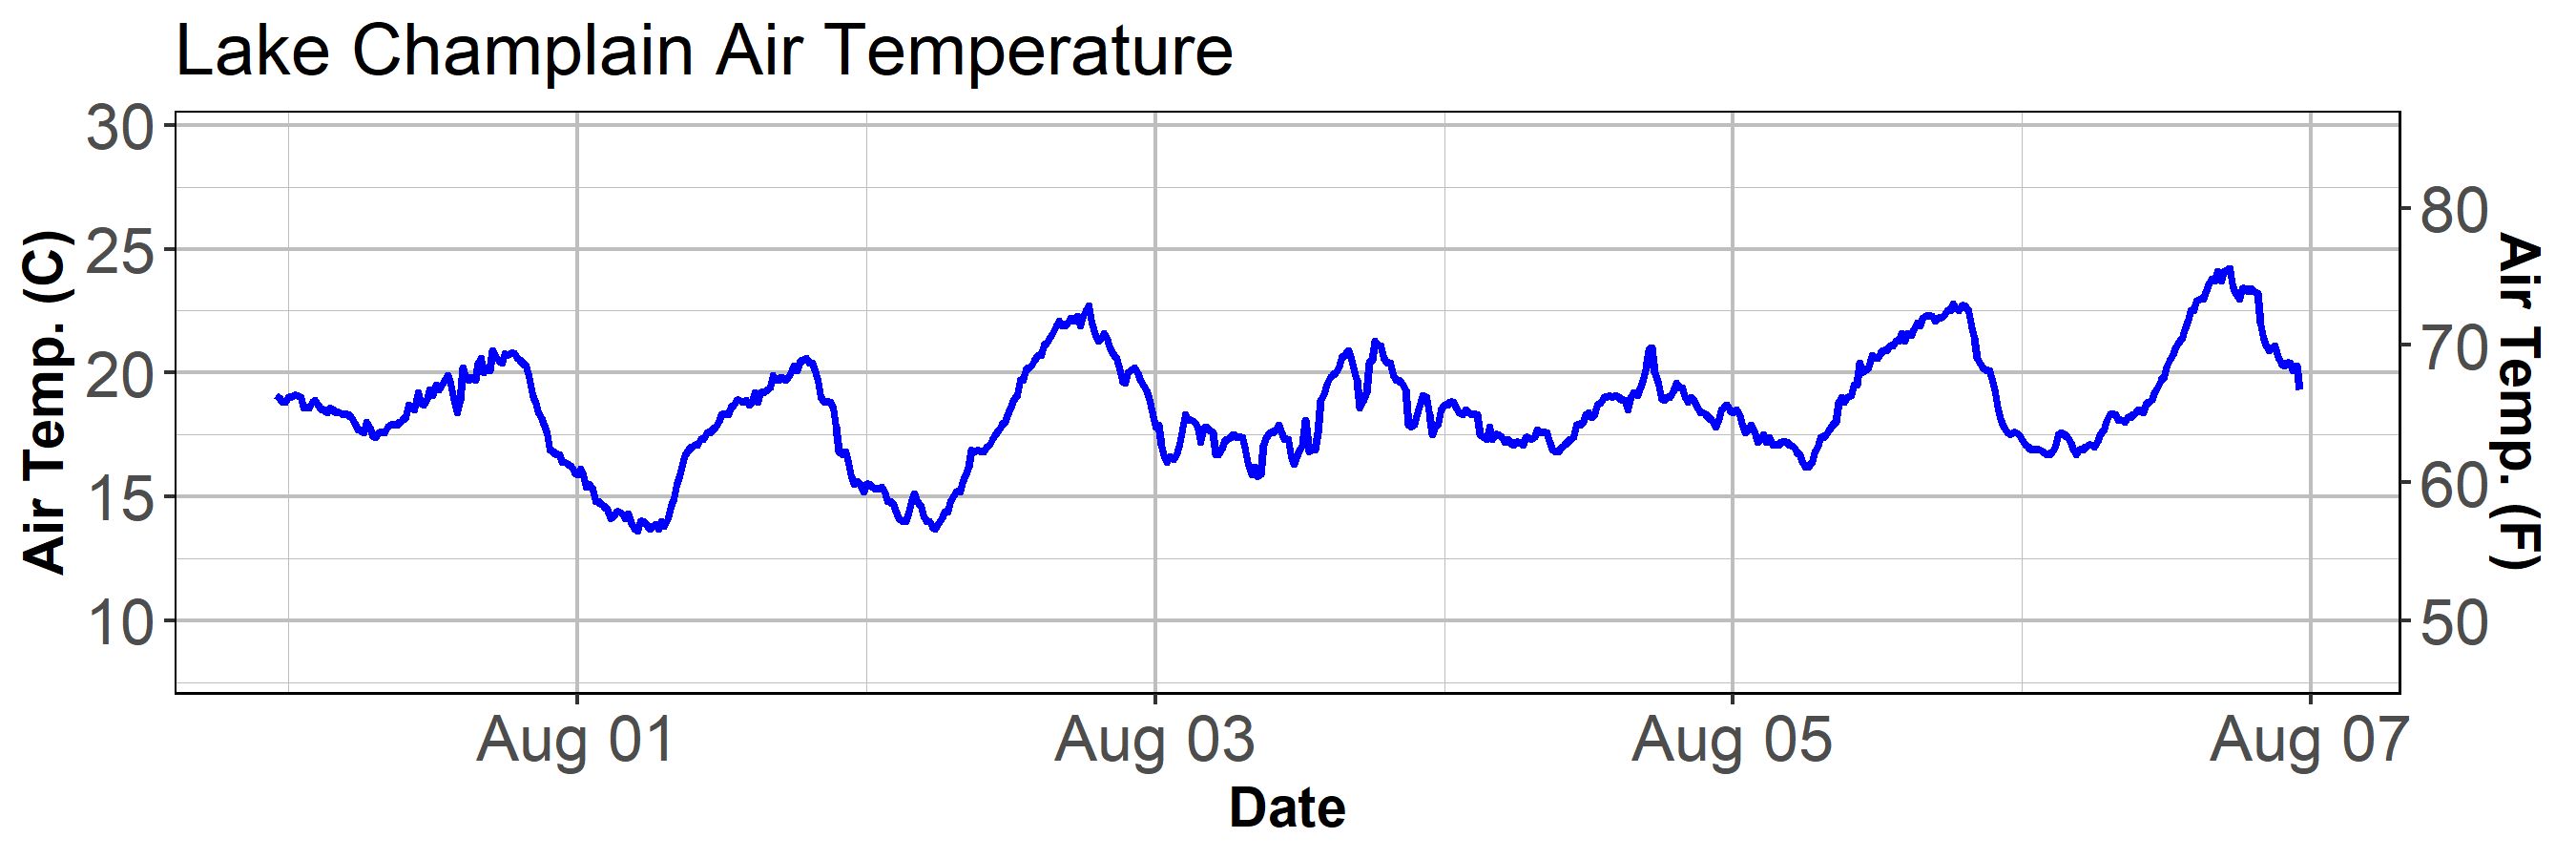 Lake Champlain Air Temperature
Air Temp. (C)
30
25
20
15
10
80
70
60
50
Air Temp. (F)
Aug 01 Aug 03 Aug 05 Aug 07
Date